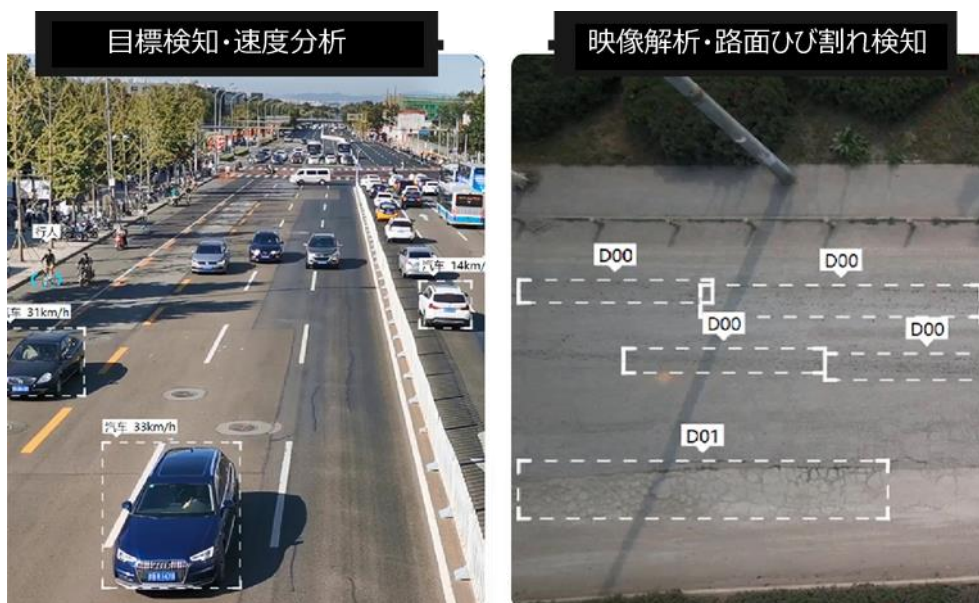 目標検知・速度分析
映像解析・路面ひび割れ検知
行人
汽车 14km/
汽车 31km/h
汽车 33km/h
D00
D00
D00
D00
D01